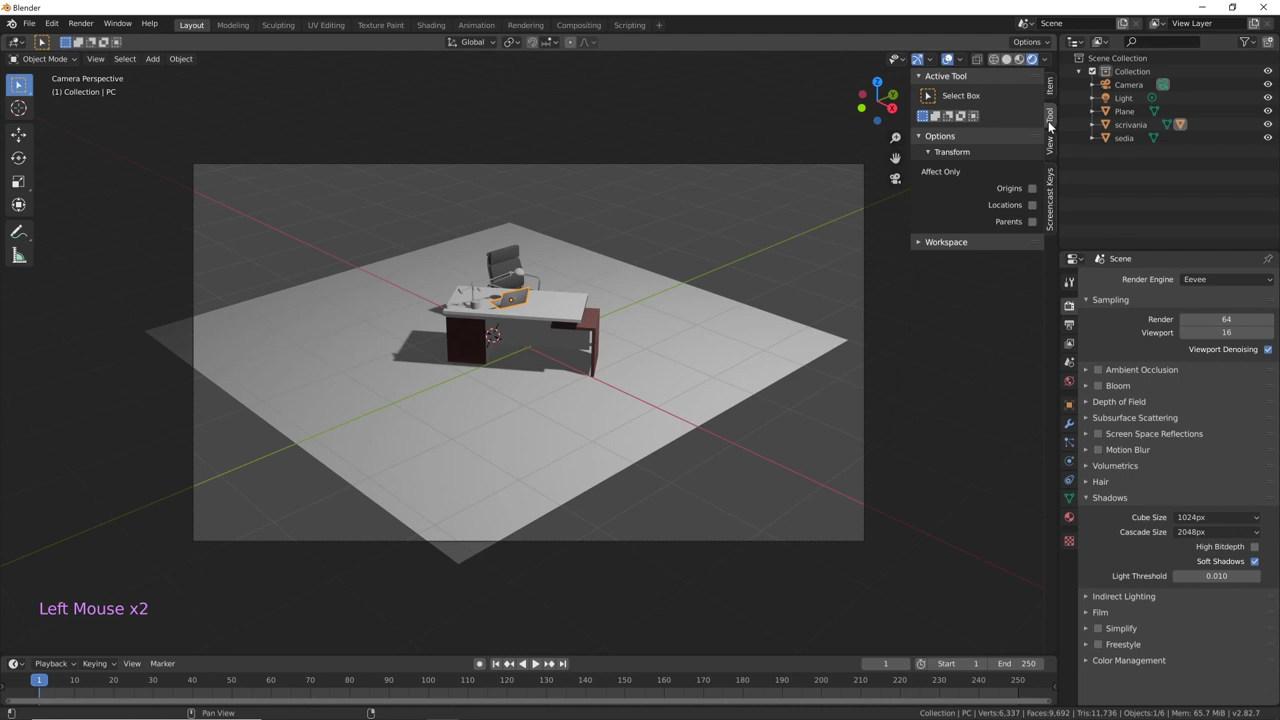 Blender
File Edit Render Window Help Layout Modeling Sculpting UV Editing Texture Paint Shading Animation Rendering Compositing Scripting + Scene View Layer
Global Options
Object Mode View Select Add Object
Camera Perspective
(1) Collection | PC
Z
Y
X
Active Tool
Select Box
Options
Transform
Affect Only
Origins
Locations
Parents
Workspace
Item
Tool
View
Screencast Keys
Scene Collection
Collection
Camera
Light
Plane
scrivania
sedia
Scene
Render Engine Eevee
Sampling
Render 64
Viewport 16
Viewport Denoising
Ambient Occlusion
Bloom
Depth of Field
Subsurface Scattering
Screen Space Reflections
Motion Blur
Volumetrics
Hair
Shadows
Cube Size 1024px
Cascade Size 2048px
High Bitdepth
Soft Shadows
Light Threshold 0.010
Indirect Lighting
Film
Simplify
Freestyle
Color Management
Left Mouse x2
Playback Keying View Marker 1 Start 1 End 250
1 10 20 30 40 50 60 70 80 90 100 110 120 130 140 150 160 170 180 190 200 210 220 230 240 250
Pan View
Collection | PC | Verts:6,337 | Faces:9,692 | Tris:11,736 | Objects:1/6 | Mem: 65.7 MiB | v2.82.7